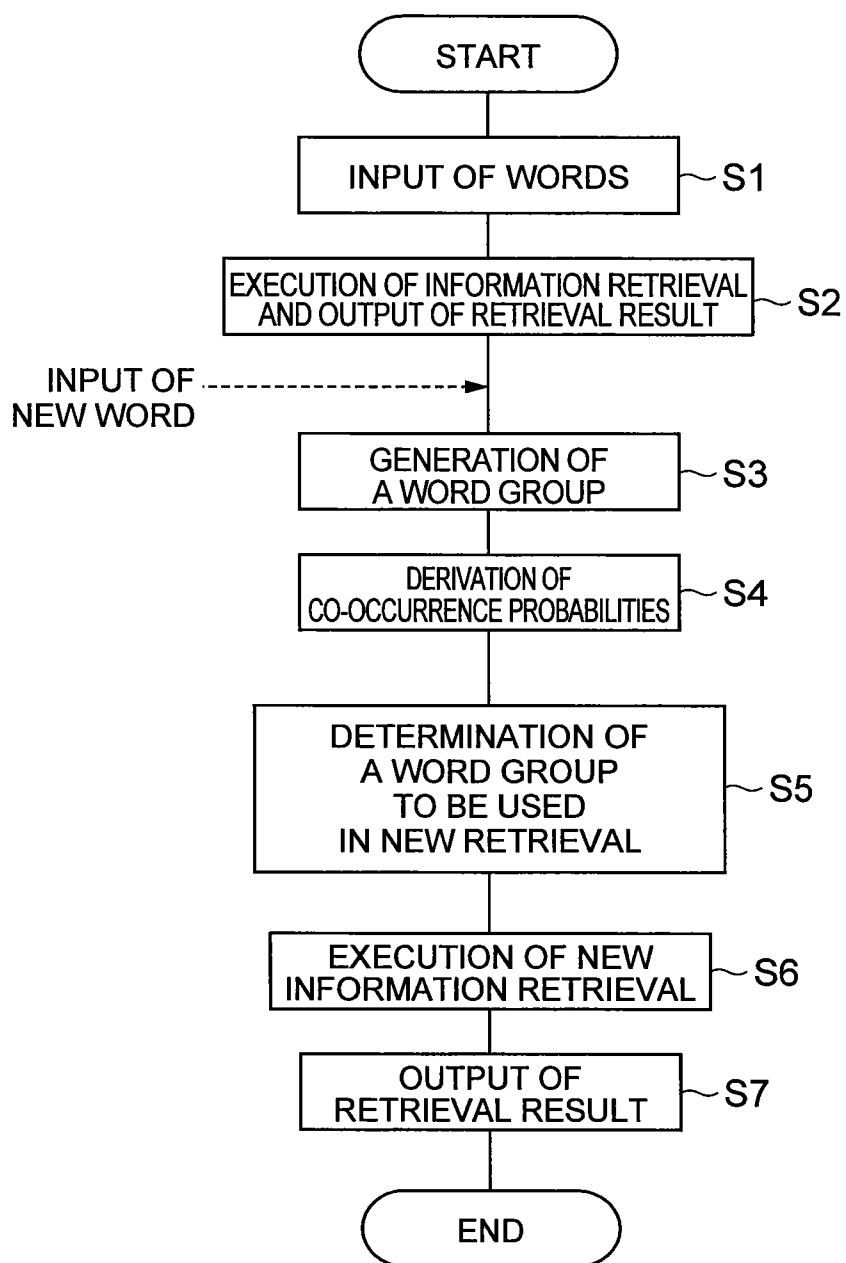 START
INPUT OF WORDS
S1
EXECUTION OF INFORMATION RETRIEVAL
AND OUTPUT OF RETRIEVAL RESULT
S2
INPUT OF
NEW WORD
GENERATION OF
A WORD GROUP
S3
DERIVATION OF
CO-OCCURRENCE PROBABILITIES
S4
DETERMINATION OF
A WORD GROUP
TO BE USED
IN NEW RETRIEVAL
S5
EXECUTION OF NEW
INFORMATION RETRIEVAL
S6
OUTPUT OF
RETRIEVAL RESULT
S7
END